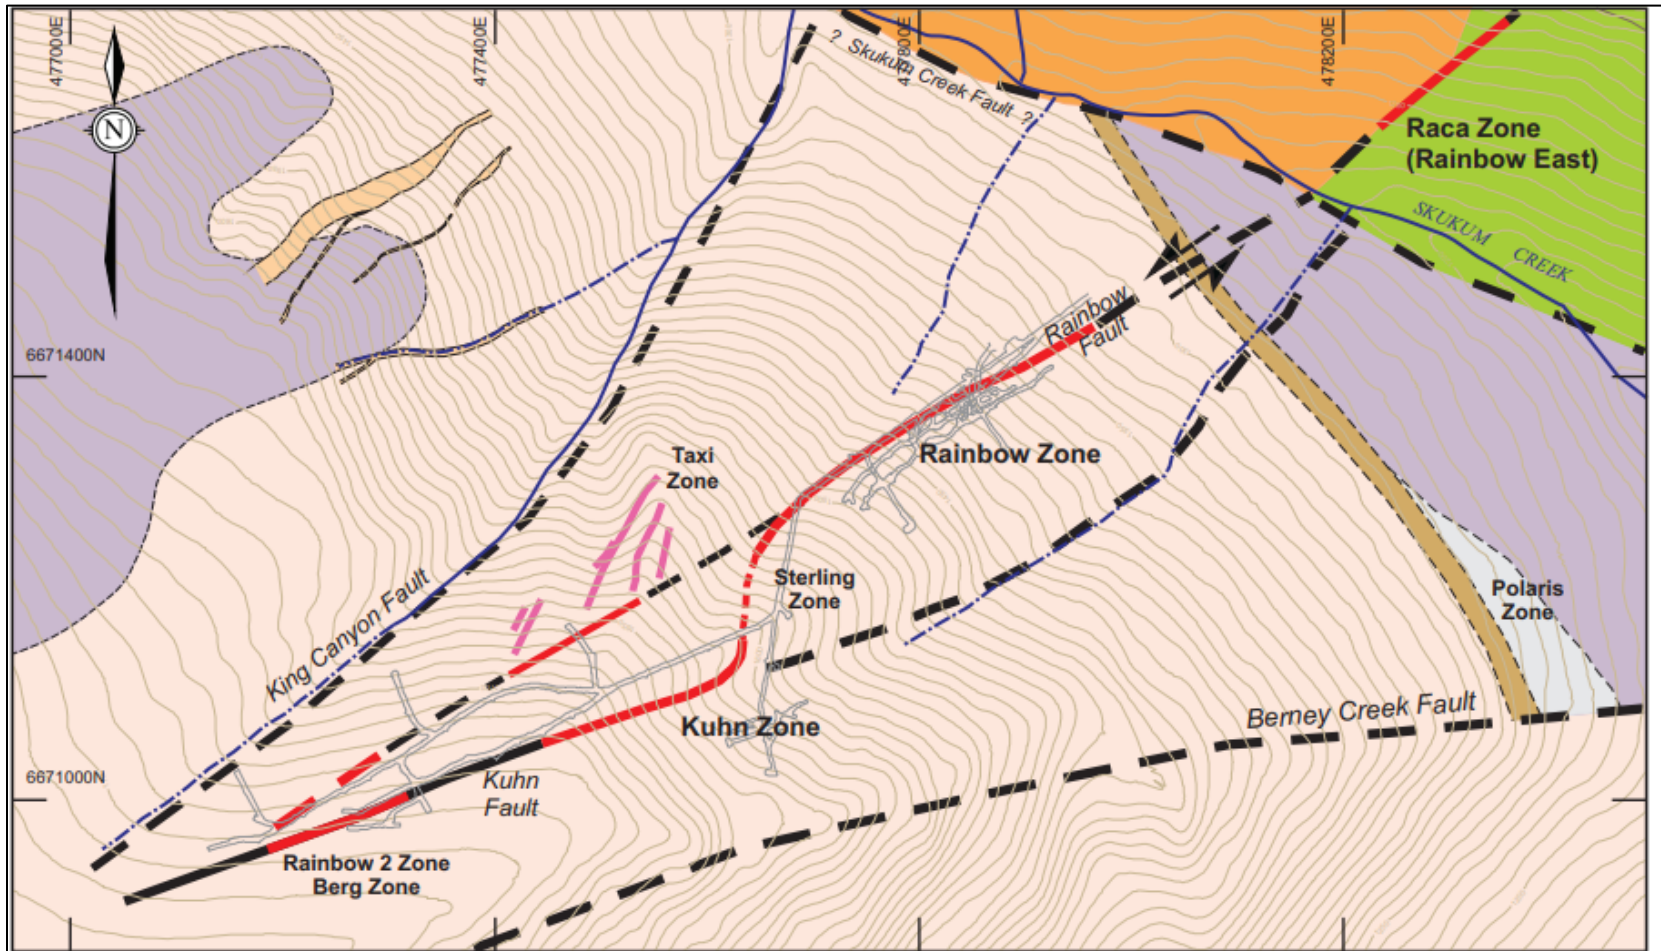 477000E
477400E
477800E
478200E
? Skukum Creek Fault ?
N
Raca Zone
(Rainbow East)
SKUKUM CREEK
6671400N
Rainbow
Fault
Rainbow Zone
Taxi
Zone
Sterling
Zone
Polaris
Zone
King Canyon Fault
Kuhn Zone
Berney Creek Fault
6671000N
Kuhn
Fault
Rainbow 2 Zone
Berg Zone